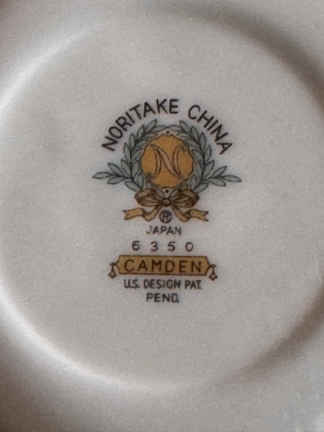 NORITAKE CHINA
N
®
JAPAN
6350
CAMDEN
U.S. DESIGN PAT.
PEND.